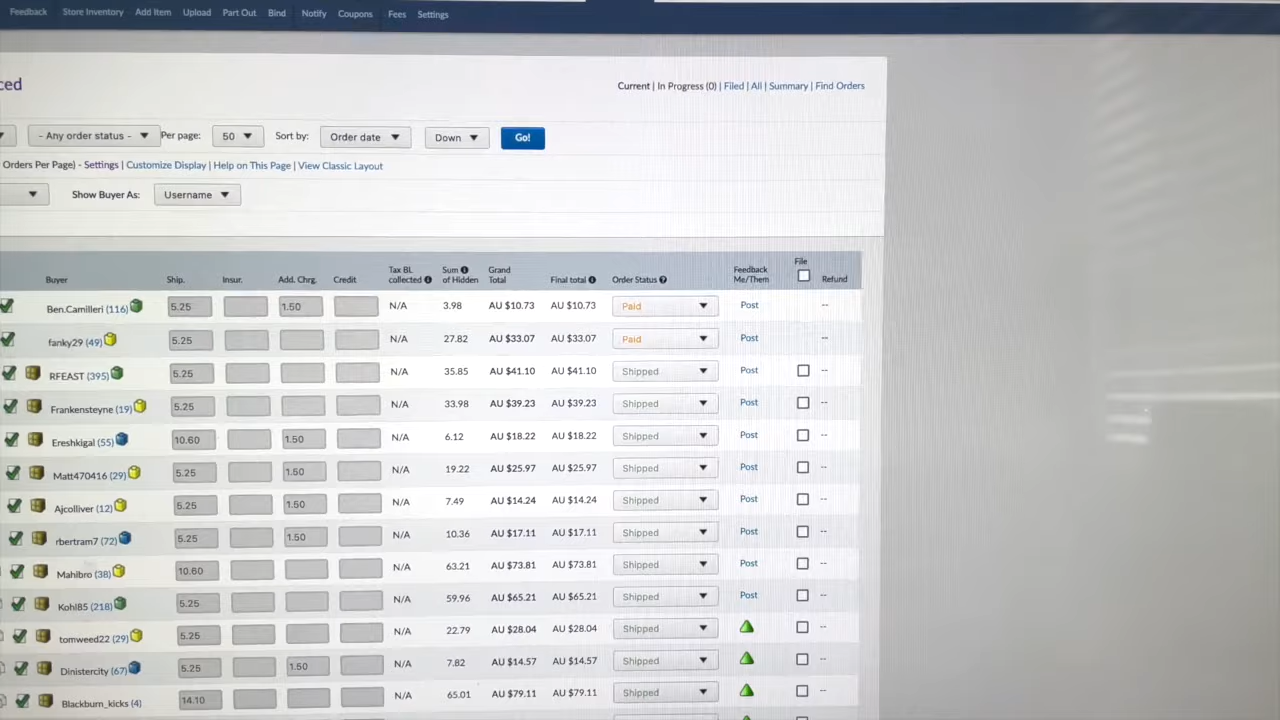 Feedback Store Inventory Add Item Upload Part Out Bind Notify Coupons Fees Settings
ced
Current | In Progress (0) | Filed | All | Summary | Find Orders
- Any order status - Per page: 50 Sort by: Order date Down Go!
Orders Per Page) - Settings | Customize Display | Help on This Page | View Classic Layout
Show Buyer As: Username
Buyer Ship. Insur. Add. Chrg. Credit Tax BL collected Sum of Hidden Grand Total Final total Order Status Feedback Me/Them File Refund
Ben.Camilleri (116) 5.25 1.50 N/A 3.98 AU $10.73 AU $10.73 Paid Post --
fanky29 (49) 5.25 N/A 27.82 AU $33.07 AU $33.07 Paid Post --
RFEAST (395) 5.25 N/A 35.85 AU $41.10 AU $41.10 Shipped Post --
Frankensteyne (19) 5.25 N/A 33.98 AU $39.23 AU $39.23 Shipped Post --
Ereshkigal (55) 10.60 1.50 N/A 6.12 AU $18.22 AU $18.22 Shipped Post --
Matt470416 (29) 5.25 1.50 N/A 19.22 AU $25.97 AU $25.97 Shipped Post --
Ajcolliver (12) 5.25 1.50 N/A 7.49 AU $14.24 AU $14.24 Shipped Post --
rbertram7 (72) 5.25 1.50 N/A 10.36 AU $17.11 AU $17.11 Shipped Post --
Mahibro (38) 10.60 N/A 63.21 AU $73.81 AU $73.81 Shipped Post --
Kohl85 (218) 5.25 N/A 59.96 AU $65.21 AU $65.21 Shipped Post --
tomweed22 (29) 5.25 N/A 22.79 AU $28.04 AU $28.04 Shipped --
Dinistercity (67) 5.25 1.50 N/A 7.82 AU $14.57 AU $14.57 Shipped --
Blackburn_kicks (4) 14.10 N/A 65.01 AU $79.11 AU $79.11 Shipped --